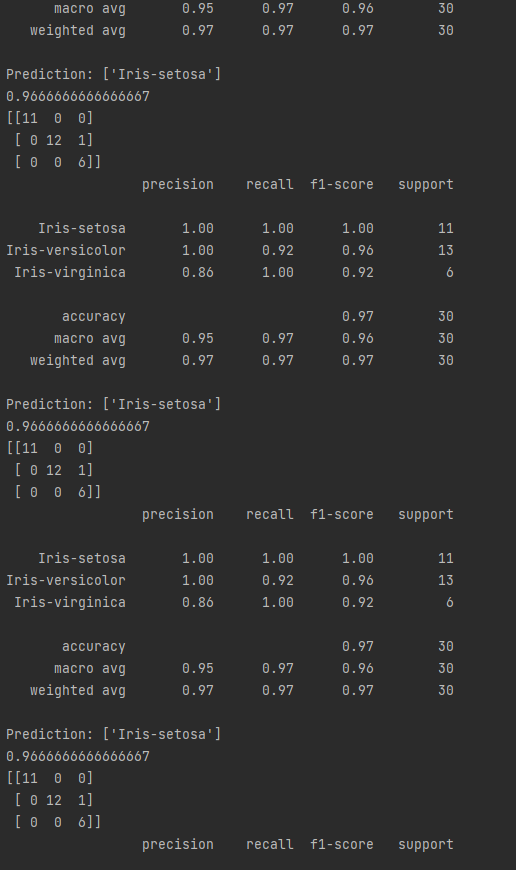 macro avg 0.95 0.97 0.96 30
weighted avg 0.97 0.97 0.97 30
Prediction: ['Iris-setosa']
0.9666666666666667
[[11 0 0]
[ 0 12 1]
[ 0 0 6]]
precision recall f1-score support
Iris-setosa 1.00 1.00 1.00 11
Iris-versicolor 1.00 0.92 0.96 13
Iris-virginica 0.86 1.00 0.92 6
accuracy 0.97 30
macro avg 0.95 0.97 0.96 30
weighted avg 0.97 0.97 0.97 30
Prediction: ['Iris-setosa']
0.9666666666666667
[[11 0 0]
[ 0 12 1]
[ 0 0 6]]
precision recall f1-score support
Iris-setosa 1.00 1.00 1.00 11
Iris-versicolor 1.00 0.92 0.96 13
Iris-virginica 0.86 1.00 0.92 6
accuracy 0.97 30
macro avg 0.95 0.97 0.96 30
weighted avg 0.97 0.97 0.97 30
Prediction: ['Iris-setosa']
0.9666666666666667
[[11 0 0]
[ 0 12 1]
[ 0 0 6]]
precision recall f1-score support